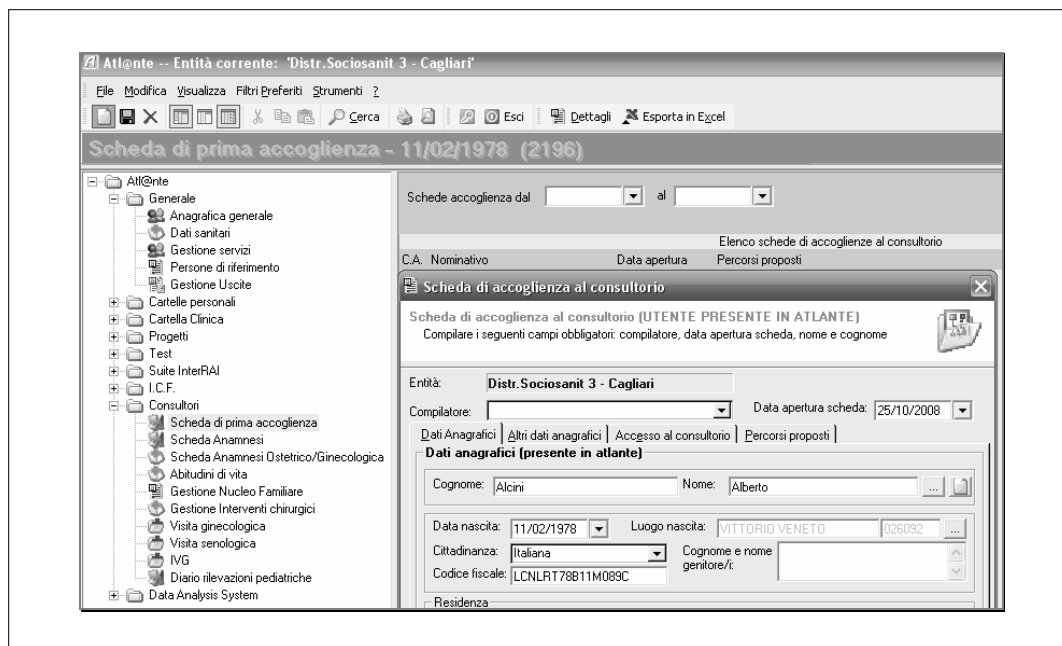 Atl@nte -- Entità corrente: 'Distr.Sociosanit 3 - Cagliari'
File Modifica Visualizza Filtri Preferiti Strumenti ?
Cerca Esci Dettagli Esporta in Excel
Scheda di prima accoglienza - 11/02/1978 (2196)
Atl@nte
Generale
Anagrafica generale
Dati sanitari
Gestione servizi
Persone di riferimento
Gestione Uscite
Cartelle personali
Cartella Clinica
Progetti
Test
Suite InterRAI
I.C.F.
Consultori
Scheda di prima accoglienza
Scheda Anamnesi
Scheda Anamnesi Ostetrico/Ginecologica
Abitudini di vita
Gestione Nucleo Familiare
Gestione Interventi chirurgici
Visita ginecologica
Visita senologica
IVG
Diario rilevazioni pediatriche
Data Analysis System
Schede accoglienza dal al
Elenco schede di accoglienze al consultorio
C.A. Nominativo Data apertura Percorsi proposti
Scheda di accoglienza al consultorio
Scheda di accoglienza al consultorio (UTENTE PRESENTE IN ATLANTE)
Compilare i seguenti campi obbligatori: compilatore, data apertura scheda, nome e cognome
Entità: Distr.Sociosanit 3 - Cagliari
Compilatore: Data apertura scheda: 25/10/2008
Dati Anagrafici Altri dati anagrafici Accesso al consultorio Percorsi proposti
Dati anagrafici (presente in atlante)
Cognome: Alcini Nome: Alberto ...
Data nascita: 11/02/1978 Luogo nascita: VITTORIO VENETO 026092 ...
Cittadinanza: Italiana Cognome e nome
genitore/i:
Codice fiscale: LCNLRT78B11M089C
Residenza